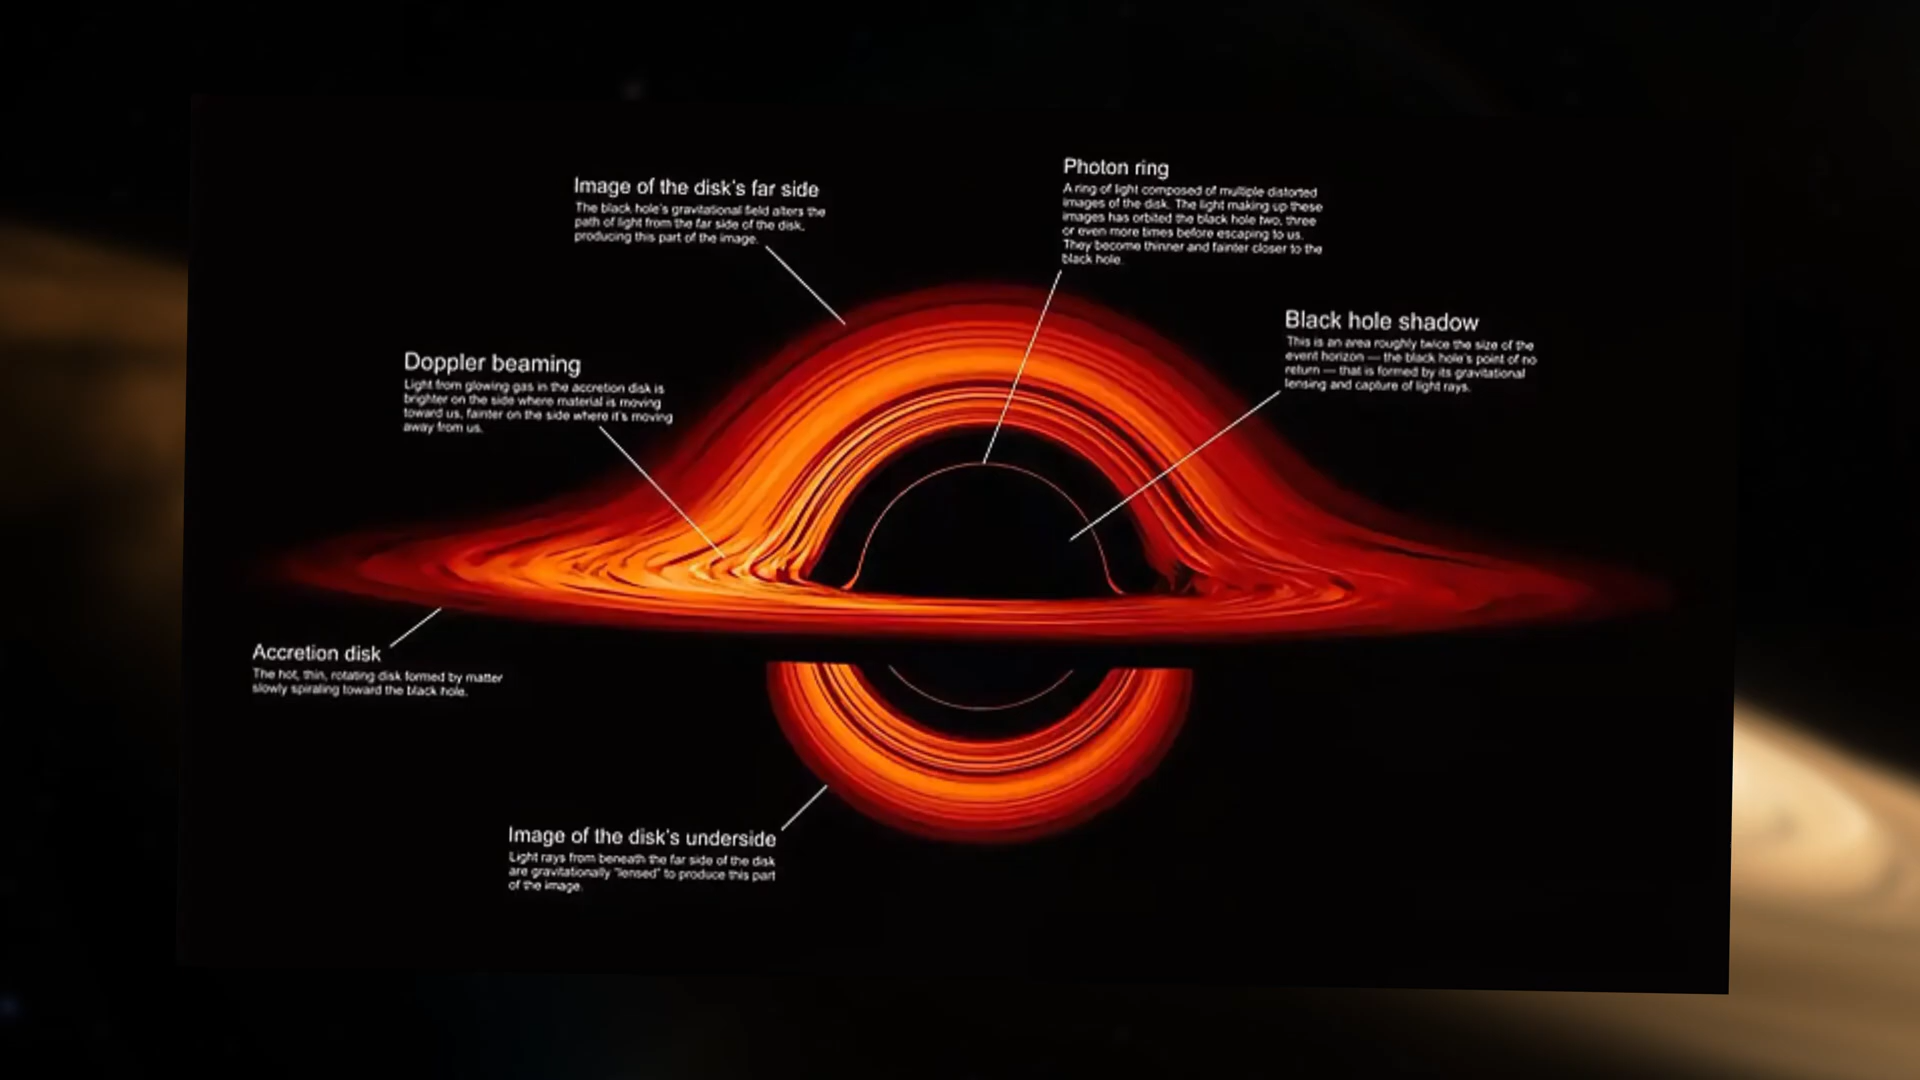 Image of the disk's far side
The black hole's gravitational field alters the
path of light from the far side of the disk,
producing this part of the image.
Photon ring
A ring of light composed of multiple distorted
images of the disk. The light making up these
images has orbited the black hole two, three
or even more times before escaping to us.
They become thinner and fainter closer to the
black hole.
Black hole shadow
This is an area roughly twice the size of the
event horizon — the black hole's point of no
return — that is formed by its gravitational
lensing and capture of light rays.
Doppler beaming
Light from glowing gas in the accretion disk is
brighter on the side where material is moving
toward us, fainter on the side where it's moving
away from us.
Accretion disk
The hot, thin, rotating disk formed by matter
slowly spiraling toward the black hole.
Image of the disk's underside
Light rays from beneath the far side of the disk
are gravitationally "lensed" to produce this part
of the image.